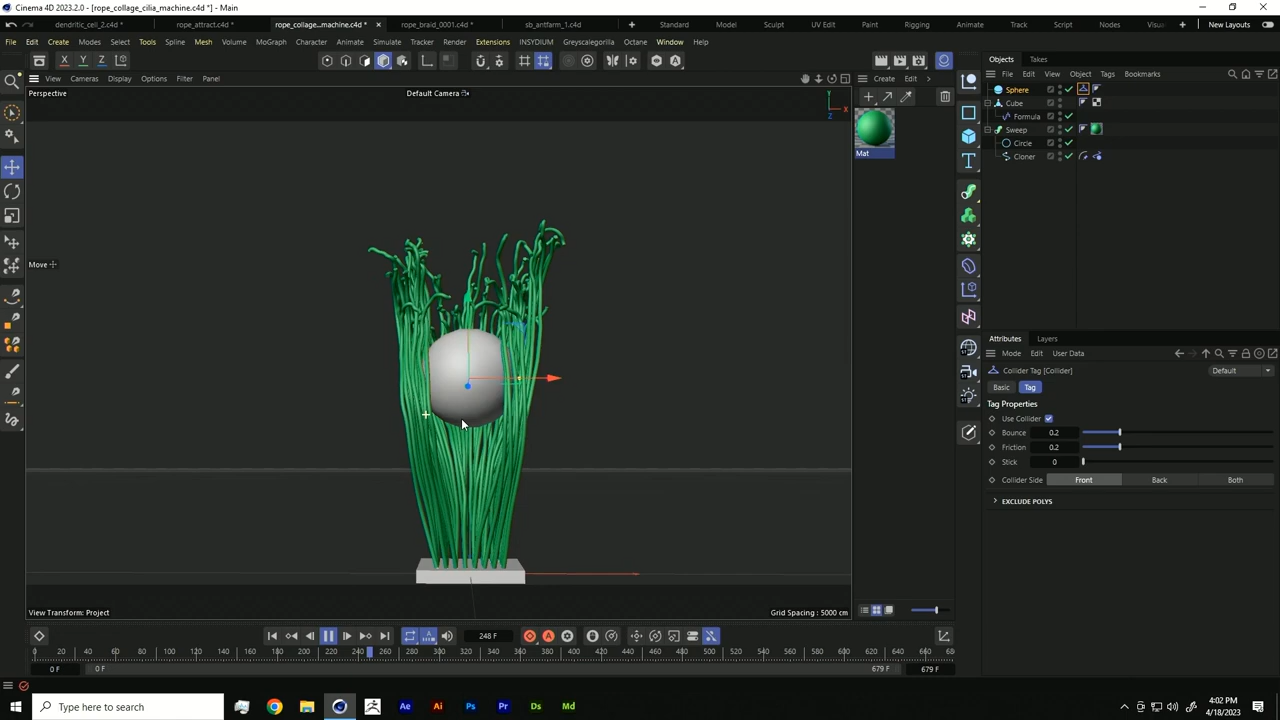 Cinema 4D 2023.2.0 - [rope_collage_cilia_machine.c4d *] - Main
dendritic_cell_2.c4d *
rope_attract.c4d *
rope_collage...machine.c4d *
rope_braid_0001.c4d *
sb_antfarm_1.c4d
Standard
Model
Sculpt
UV Edit
Paint
Rigging
Animate
Track
Script
Nodes
New Layouts
File Edit Create Modes Select Tools Spline Mesh Volume MoGraph Character Animate Simulate Tracker Render Extensions INSYDIUM Greyscalegorilla Octane Window Help
X Y Z
View Cameras Display Options Filter Panel
Perspective
Default Camera
Y
X
Z
Move
View Transform: Project
Grid Spacing : 5000 cm
Create Edit
Mat
Objects Takes
File Edit View Object Tags Bookmarks
Sphere
Cube
Formula
Sweep
Circle
Cloner
Attributes Layers
Mode Edit User Data
Collider Tag [Collider]
Default
Basic Tag
Tag Properties
Use Collider
Bounce 0.2
Friction 0.2
Stick 0
Collider Side Front Back Both
EXCLUDE POLYS
248 F
0 20 40 60 80 100 120 140 160 180 200 220 240 260 280 300 320 340 360 380 400 420 440 460 480 500 520 540 560 580 600 620 640 660
0 F
0 F
679 F
679 F
Type here to search
Ae Ai Ps Pr Ds Md
4:02 PM
4/18/2023